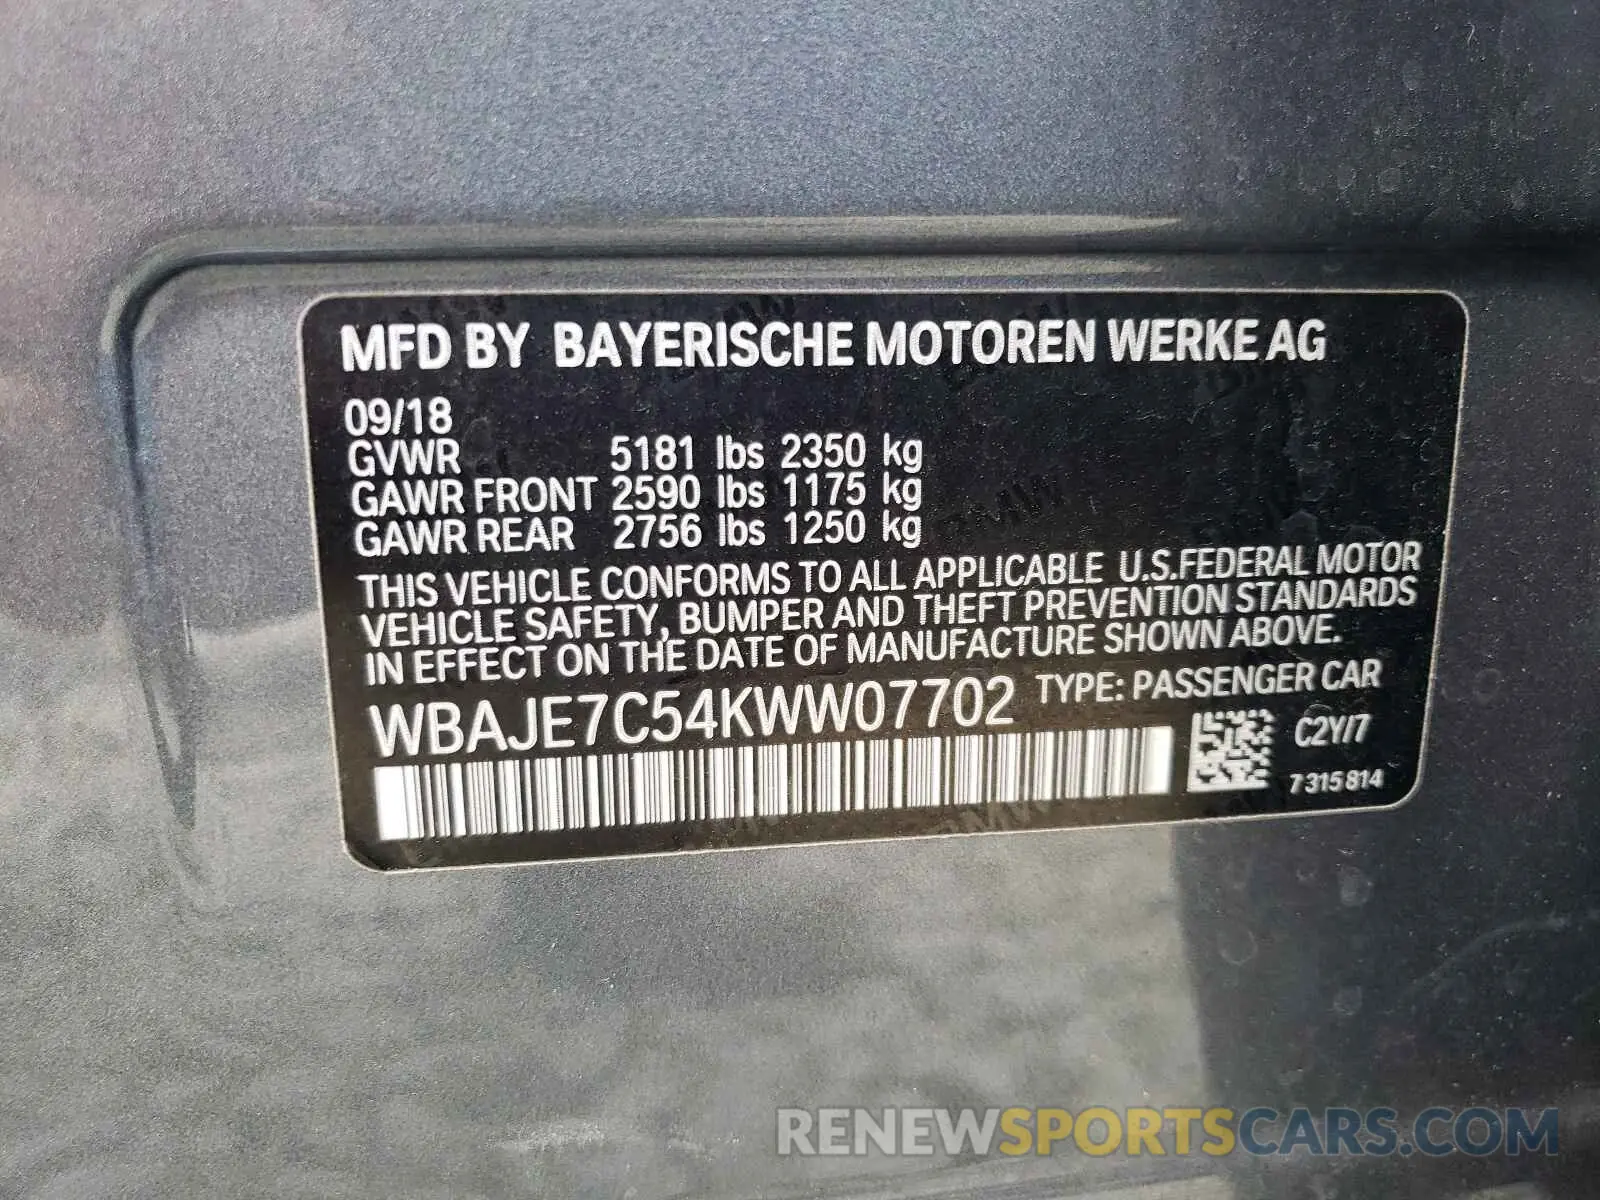 MFD BY BAYERISCHE MOTOREN WERKE AG
09/18
GVWR 5181 lbs 2350 kg
GAWR FRONT 2590 lbs 1175 kg
GAWR REAR 2756 lbs 1250 kg
THIS VEHICLE CONFORMS TO ALL APPLICABLE U.S.FEDERAL MOTOR
VEHICLE SAFETY, BUMPER AND THEFT PREVENTION STANDARDS
IN EFFECT ON THE DATE OF MANUFACTURE SHOWN ABOVE.
WBAJE7C54KWW07702 TYPE: PASSENGER CAR
C2Y/7
7 315 814
RENEWSPORTSCARS.COM